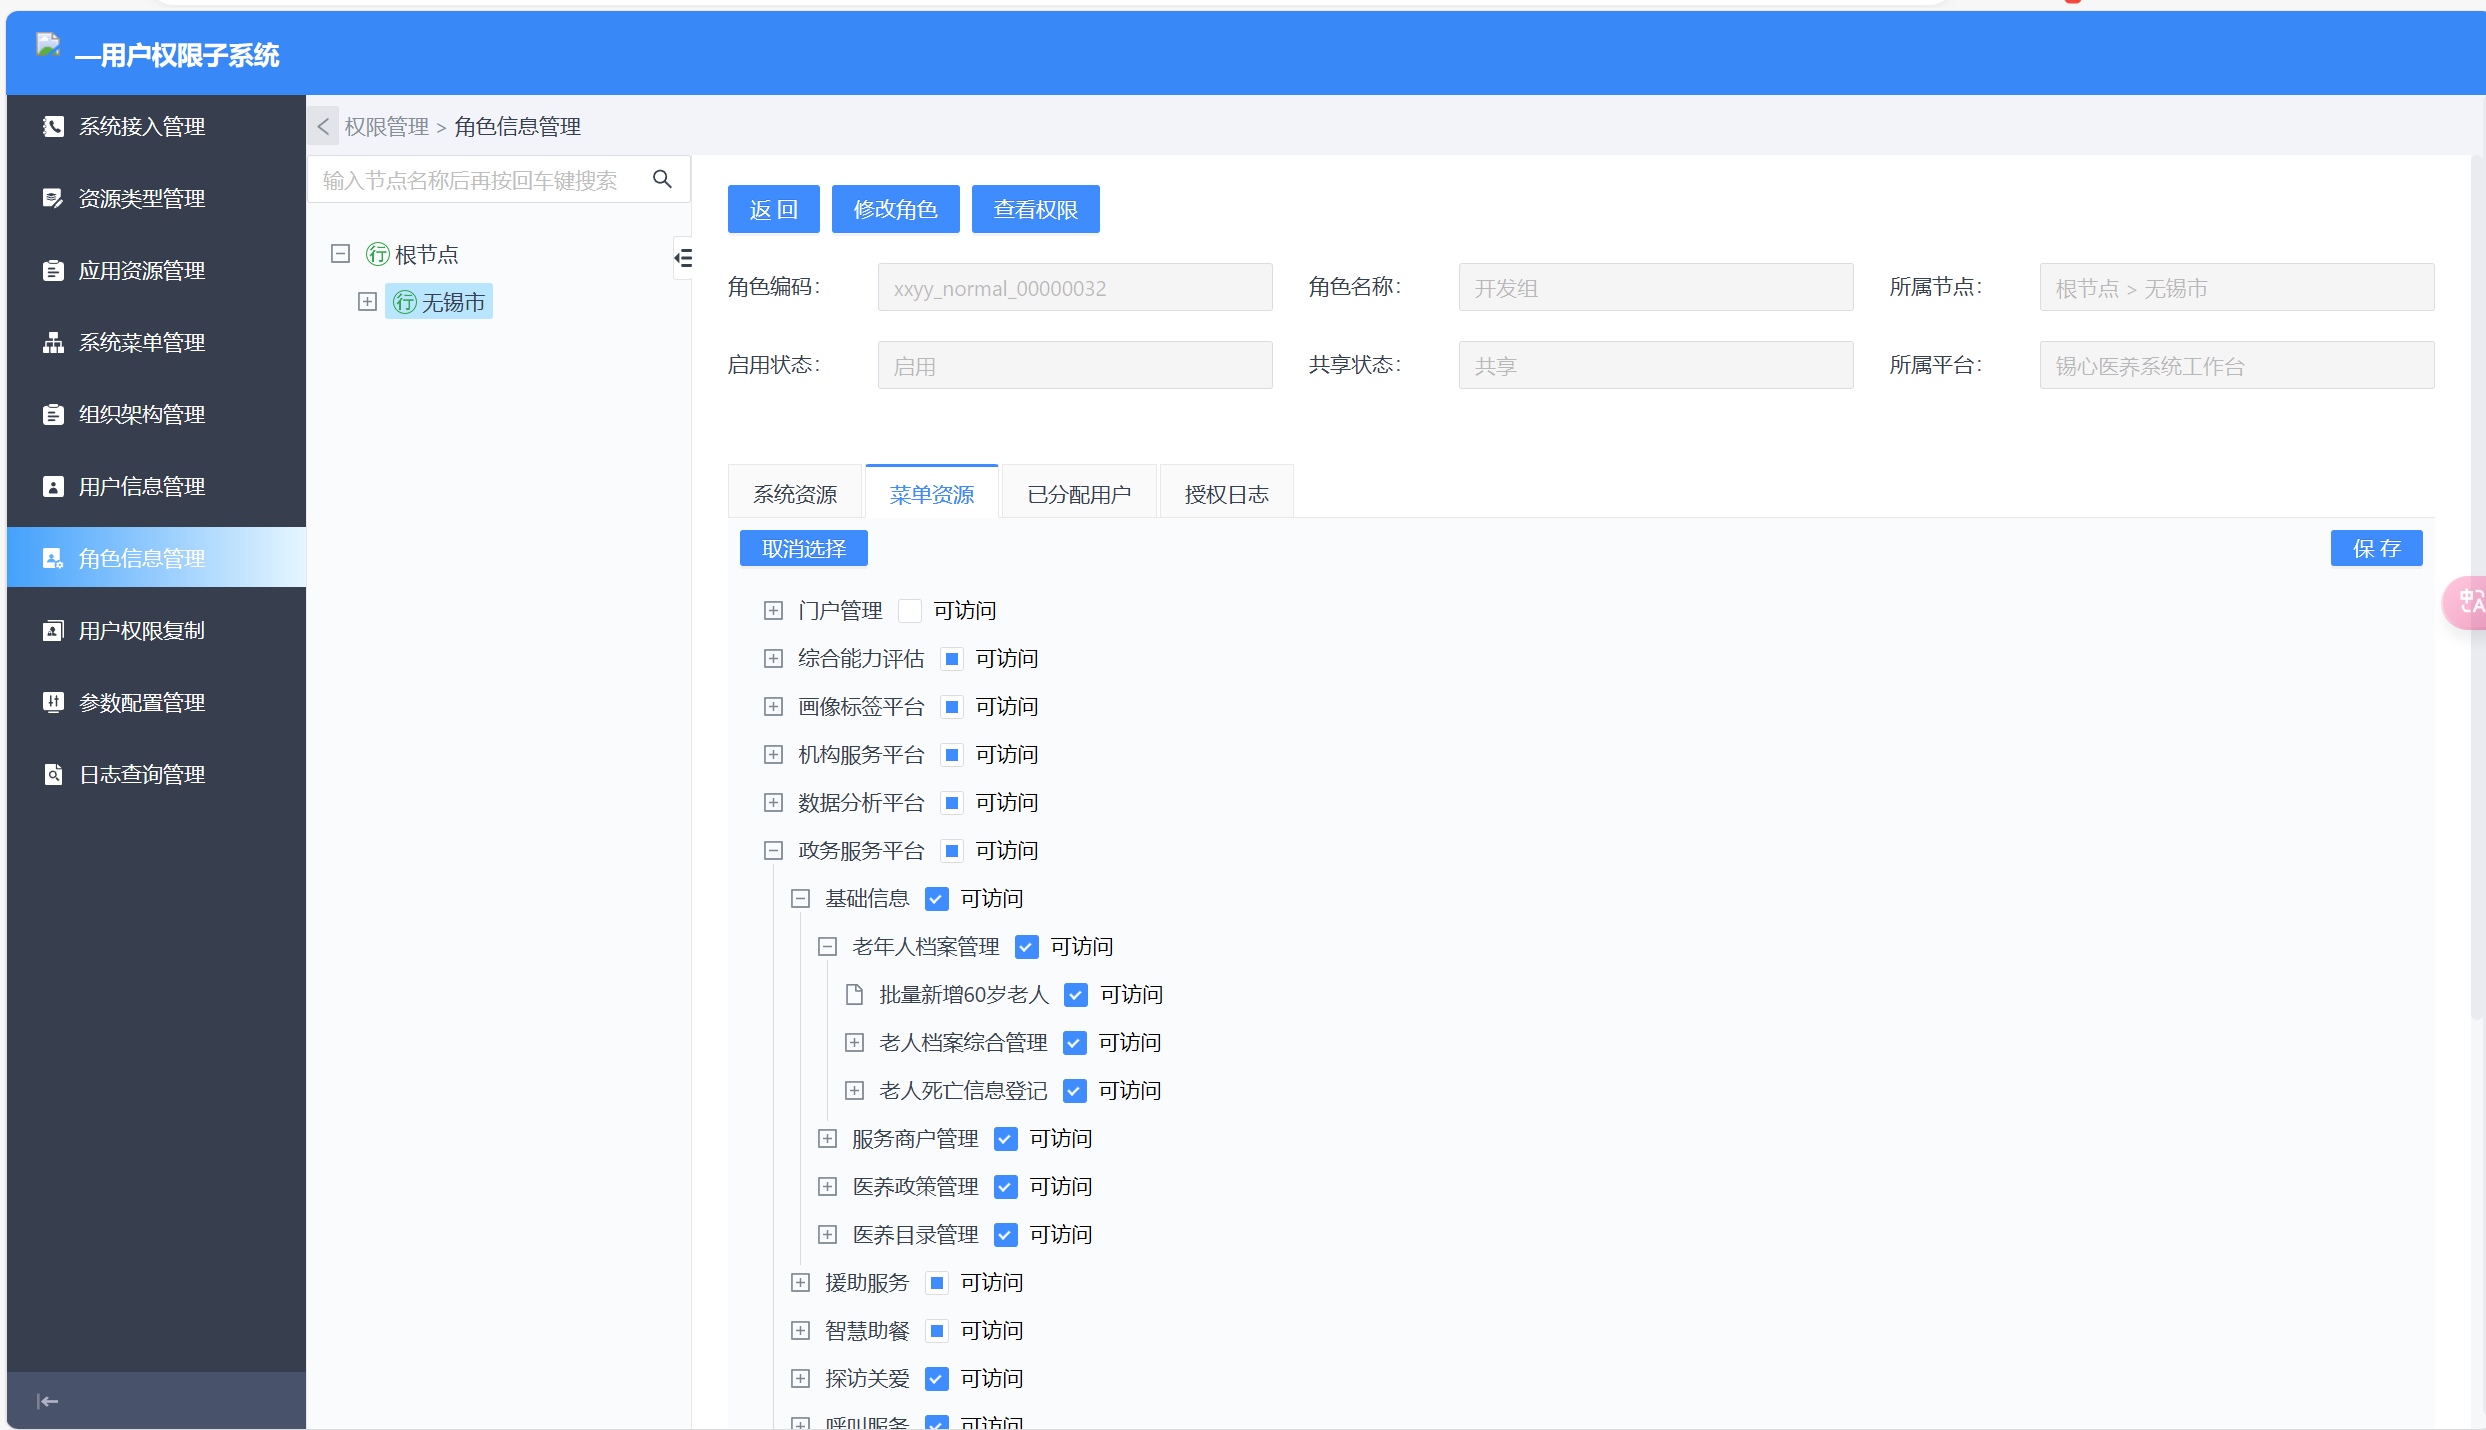 —用户权限子系统
系统接入管理
资源类型管理
应用资源管理
系统菜单管理
组织架构管理
用户信息管理
角色信息管理
用户权限复制
参数配置管理
日志查询管理
权限管理 > 角色信息管理
输入节点名称后再按回车键搜索
行 根节点
行 无锡市
返 回 修改角色 查看权限
角色编码: xxyy_normal_00000032 角色名称: 开发组 所属节点: 根节点 > 无锡市
启用状态: 启用 共享状态: 共享 所属平台: 锡心医养系统工作台
系统资源 菜单资源 已分配用户 授权日志
取消选择 保 存
门户管理 可访问
综合能力评估 可访问
画像标签平台 可访问
机构服务平台 可访问
数据分析平台 可访问
政务服务平台 可访问
基础信息 可访问
老年人档案管理 可访问
批量新增60岁老人 可访问
老人档案综合管理 可访问
老人死亡信息登记 可访问
服务商户管理 可访问
医养政策管理 可访问
医养目录管理 可访问
援助服务 可访问
智慧助餐 可访问
探访关爱 可访问
呼叫服务 可访问
中A